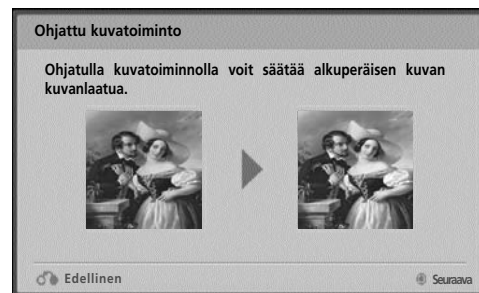 Ohjattu kuvatoiminto
Ohjatulla kuvatoiminnolla voit säätää alkuperäisen kuvan
kuvanlaatua.
Edellinen
Seuraava